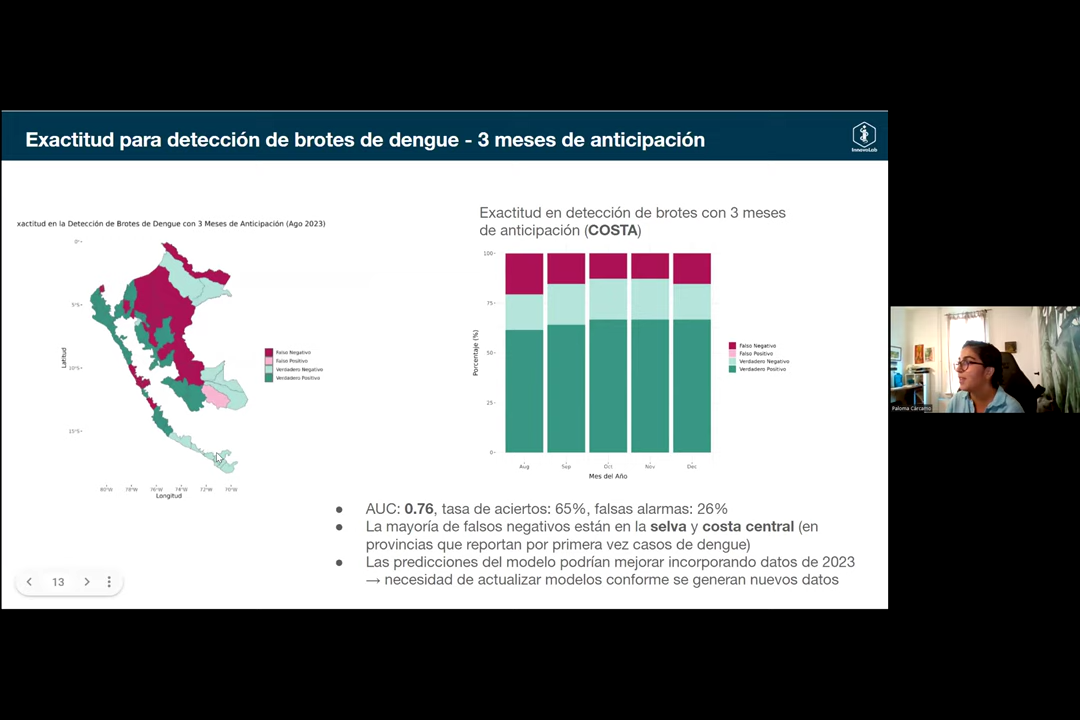 Exactitud para detección de brotes de dengue - 3 meses de anticipación
InnovaLab
xactitud en la Detección de Brotes de Dengue con 3 Meses de Anticipación (Ago 2023)
0°
5°S
10°S
15°S
Latitud
80°W 78°W 76°W 74°W 72°W 70°W
Longitud
Falso Negativo
Falso Positivo
Verdadero Negativo
Verdadero Positivo
Exactitud en detección de brotes con 3 meses
de anticipación (COSTA)
100
75
50
25
0
Porcentaje (%)
Aug Sep Oct Nov Dec
Mes del Año
Falso Negativo
Falso Positivo
Verdadero Negativo
Verdadero Positivo
● AUC: 0.76, tasa de aciertos: 65%, falsas alarmas: 26%
● La mayoría de falsos negativos están en la selva y costa central (en
provincias que reportan por primera vez casos de dengue)
● Las predicciones del modelo podrían mejorar incorporando datos de 2023
→ necesidad de actualizar modelos conforme se generan nuevos datos
13
Paloma Cárcamo